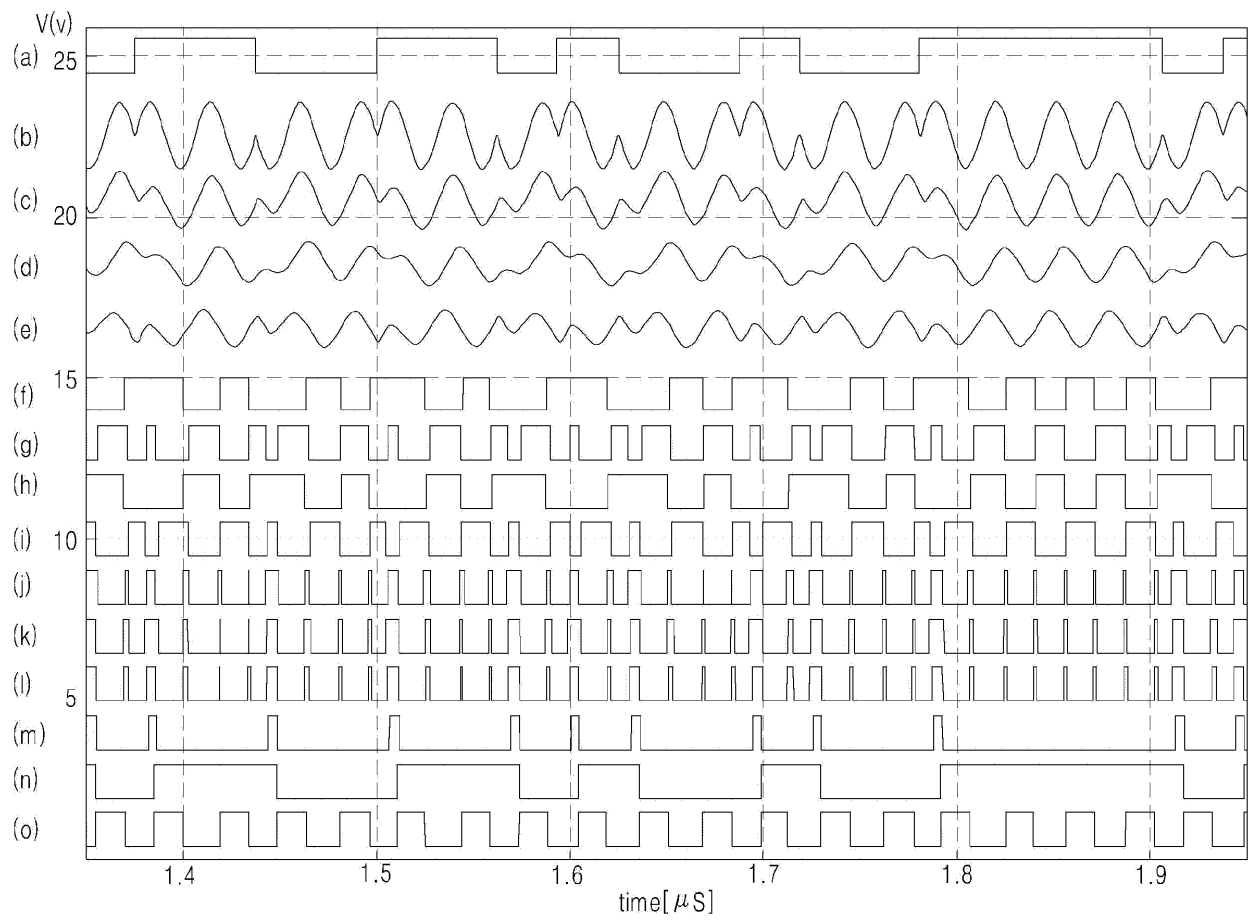 V(v)
(a)
25
(b)
(c)
20
(d)
(e)
15
(f)
(g)
(h)
(i)
10
(j)
(k)
(l)
5
(m)
(n)
(o)
1.4 1.5 1.6 1.7 1.8 1.9
time[μS]